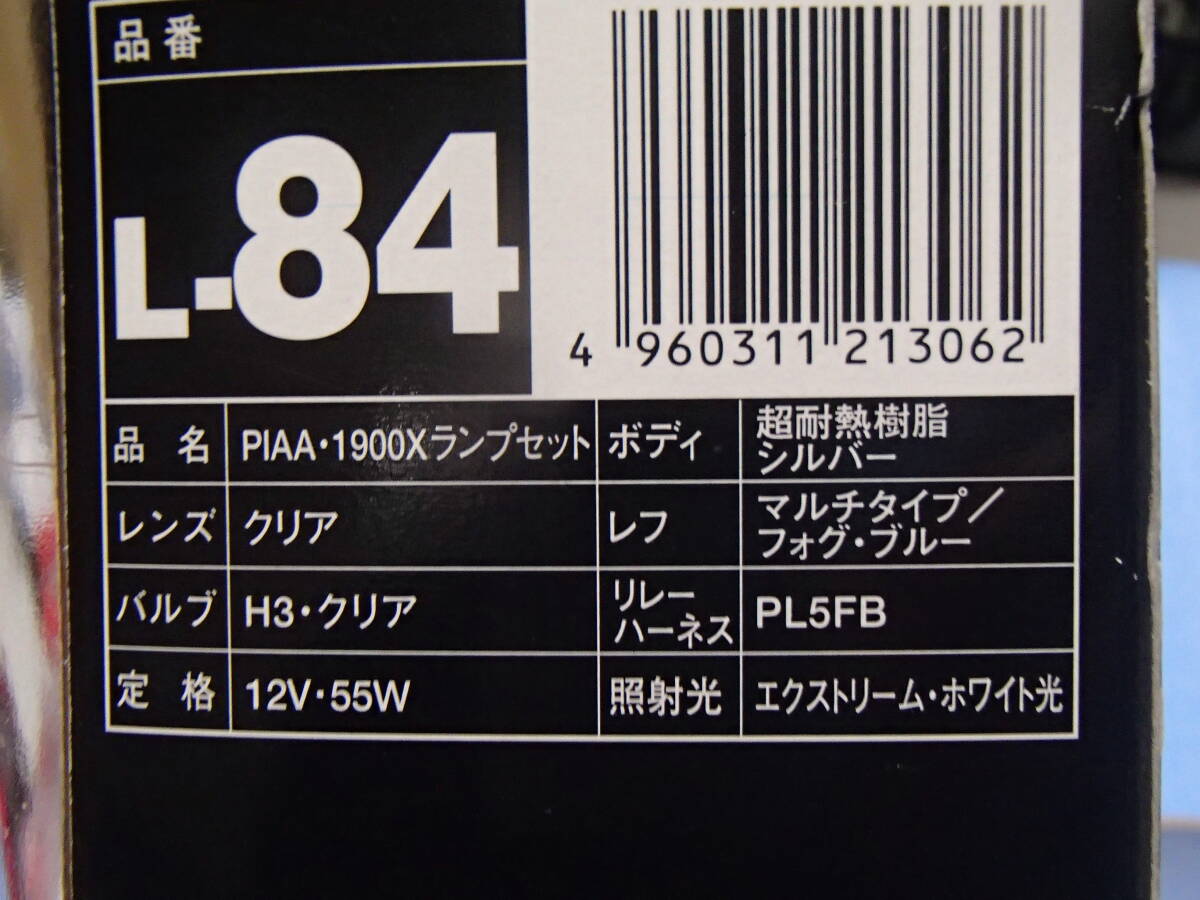 品番
L-84
4 960311 213062
品名 PIAA・1900Xランプセット ボディ 超耐熱樹脂
シルバー
レンズ クリア レフ マルチタイプ／
フォグ・ブルー
バルブ H3・クリア リレー
ハーネス PL5FB
定格 12V・55W 照射光 エクストリーム・ホワイト光